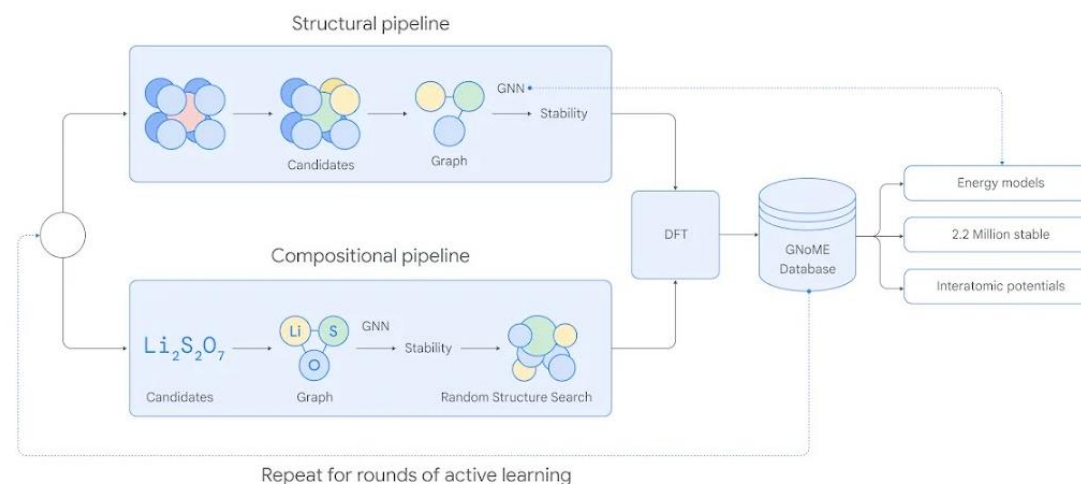 Structural pipeline
Candidates
Graph
GNN
Stability
Compositional pipeline
Li₂S₂O₇
Candidates
Li
S
O
Graph
GNN
Stability
Random Structure Search
DFT
GNoME
Database
Energy models
2.2 Million stable
Interatomic potentials
Repeat for rounds of active learning